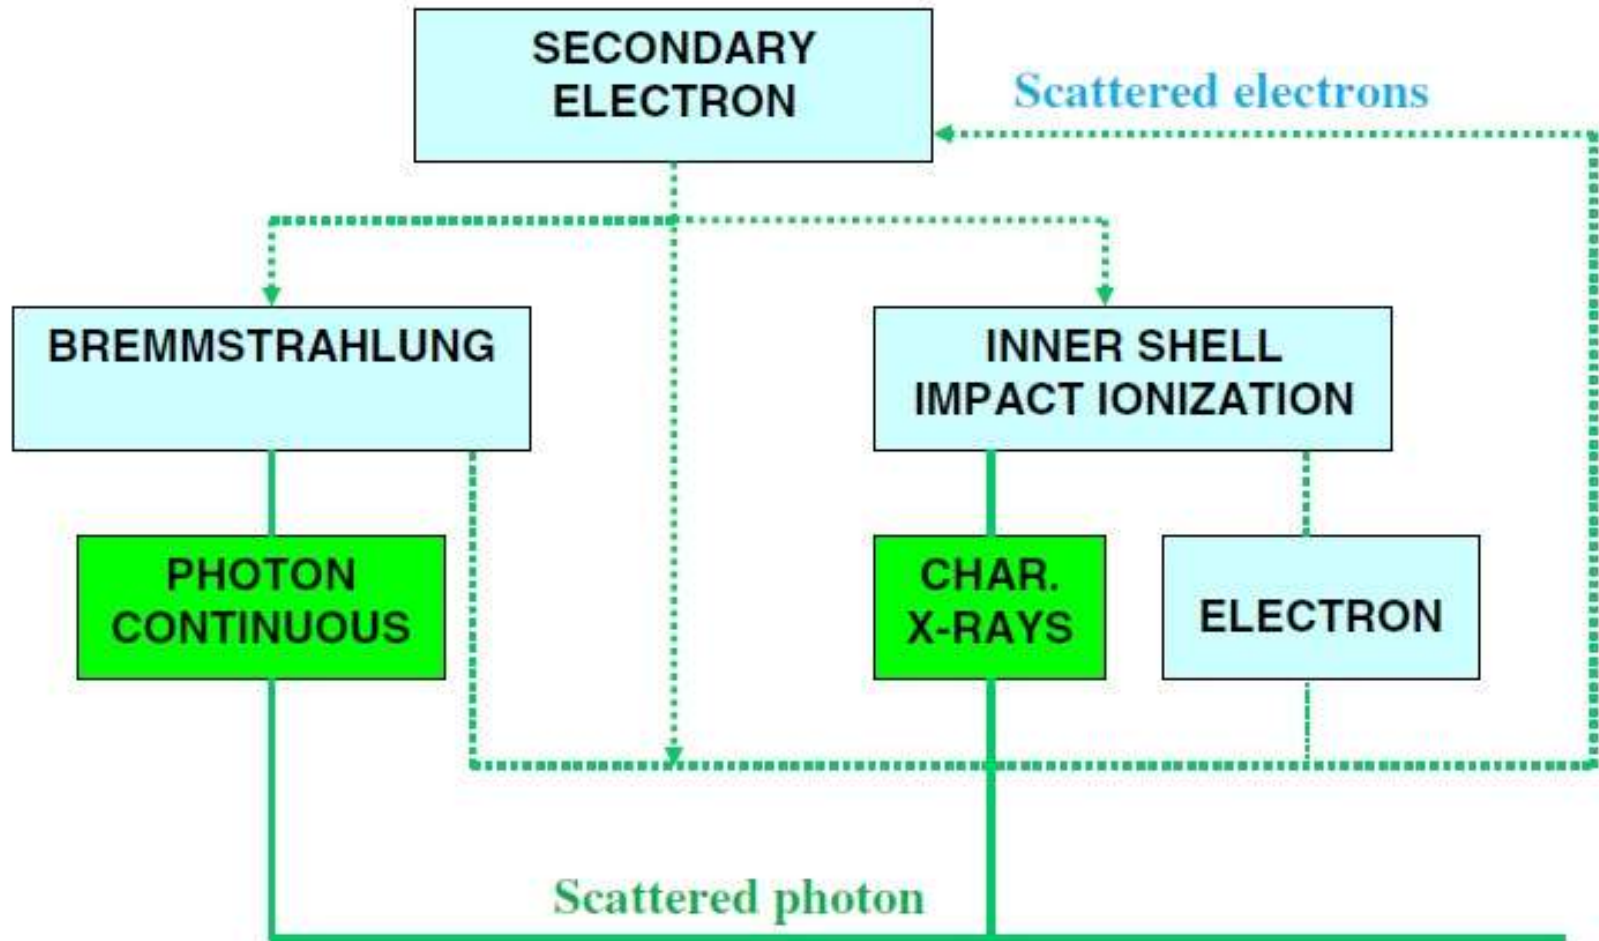 SECONDARY
ELECTRON
Scattered electrons
BREMMSTRAHLUNG
INNER SHELL
IMPACT IONIZATION
PHOTON
CONTINUOUS
CHAR.
X-RAYS
ELECTRON
Scattered photon